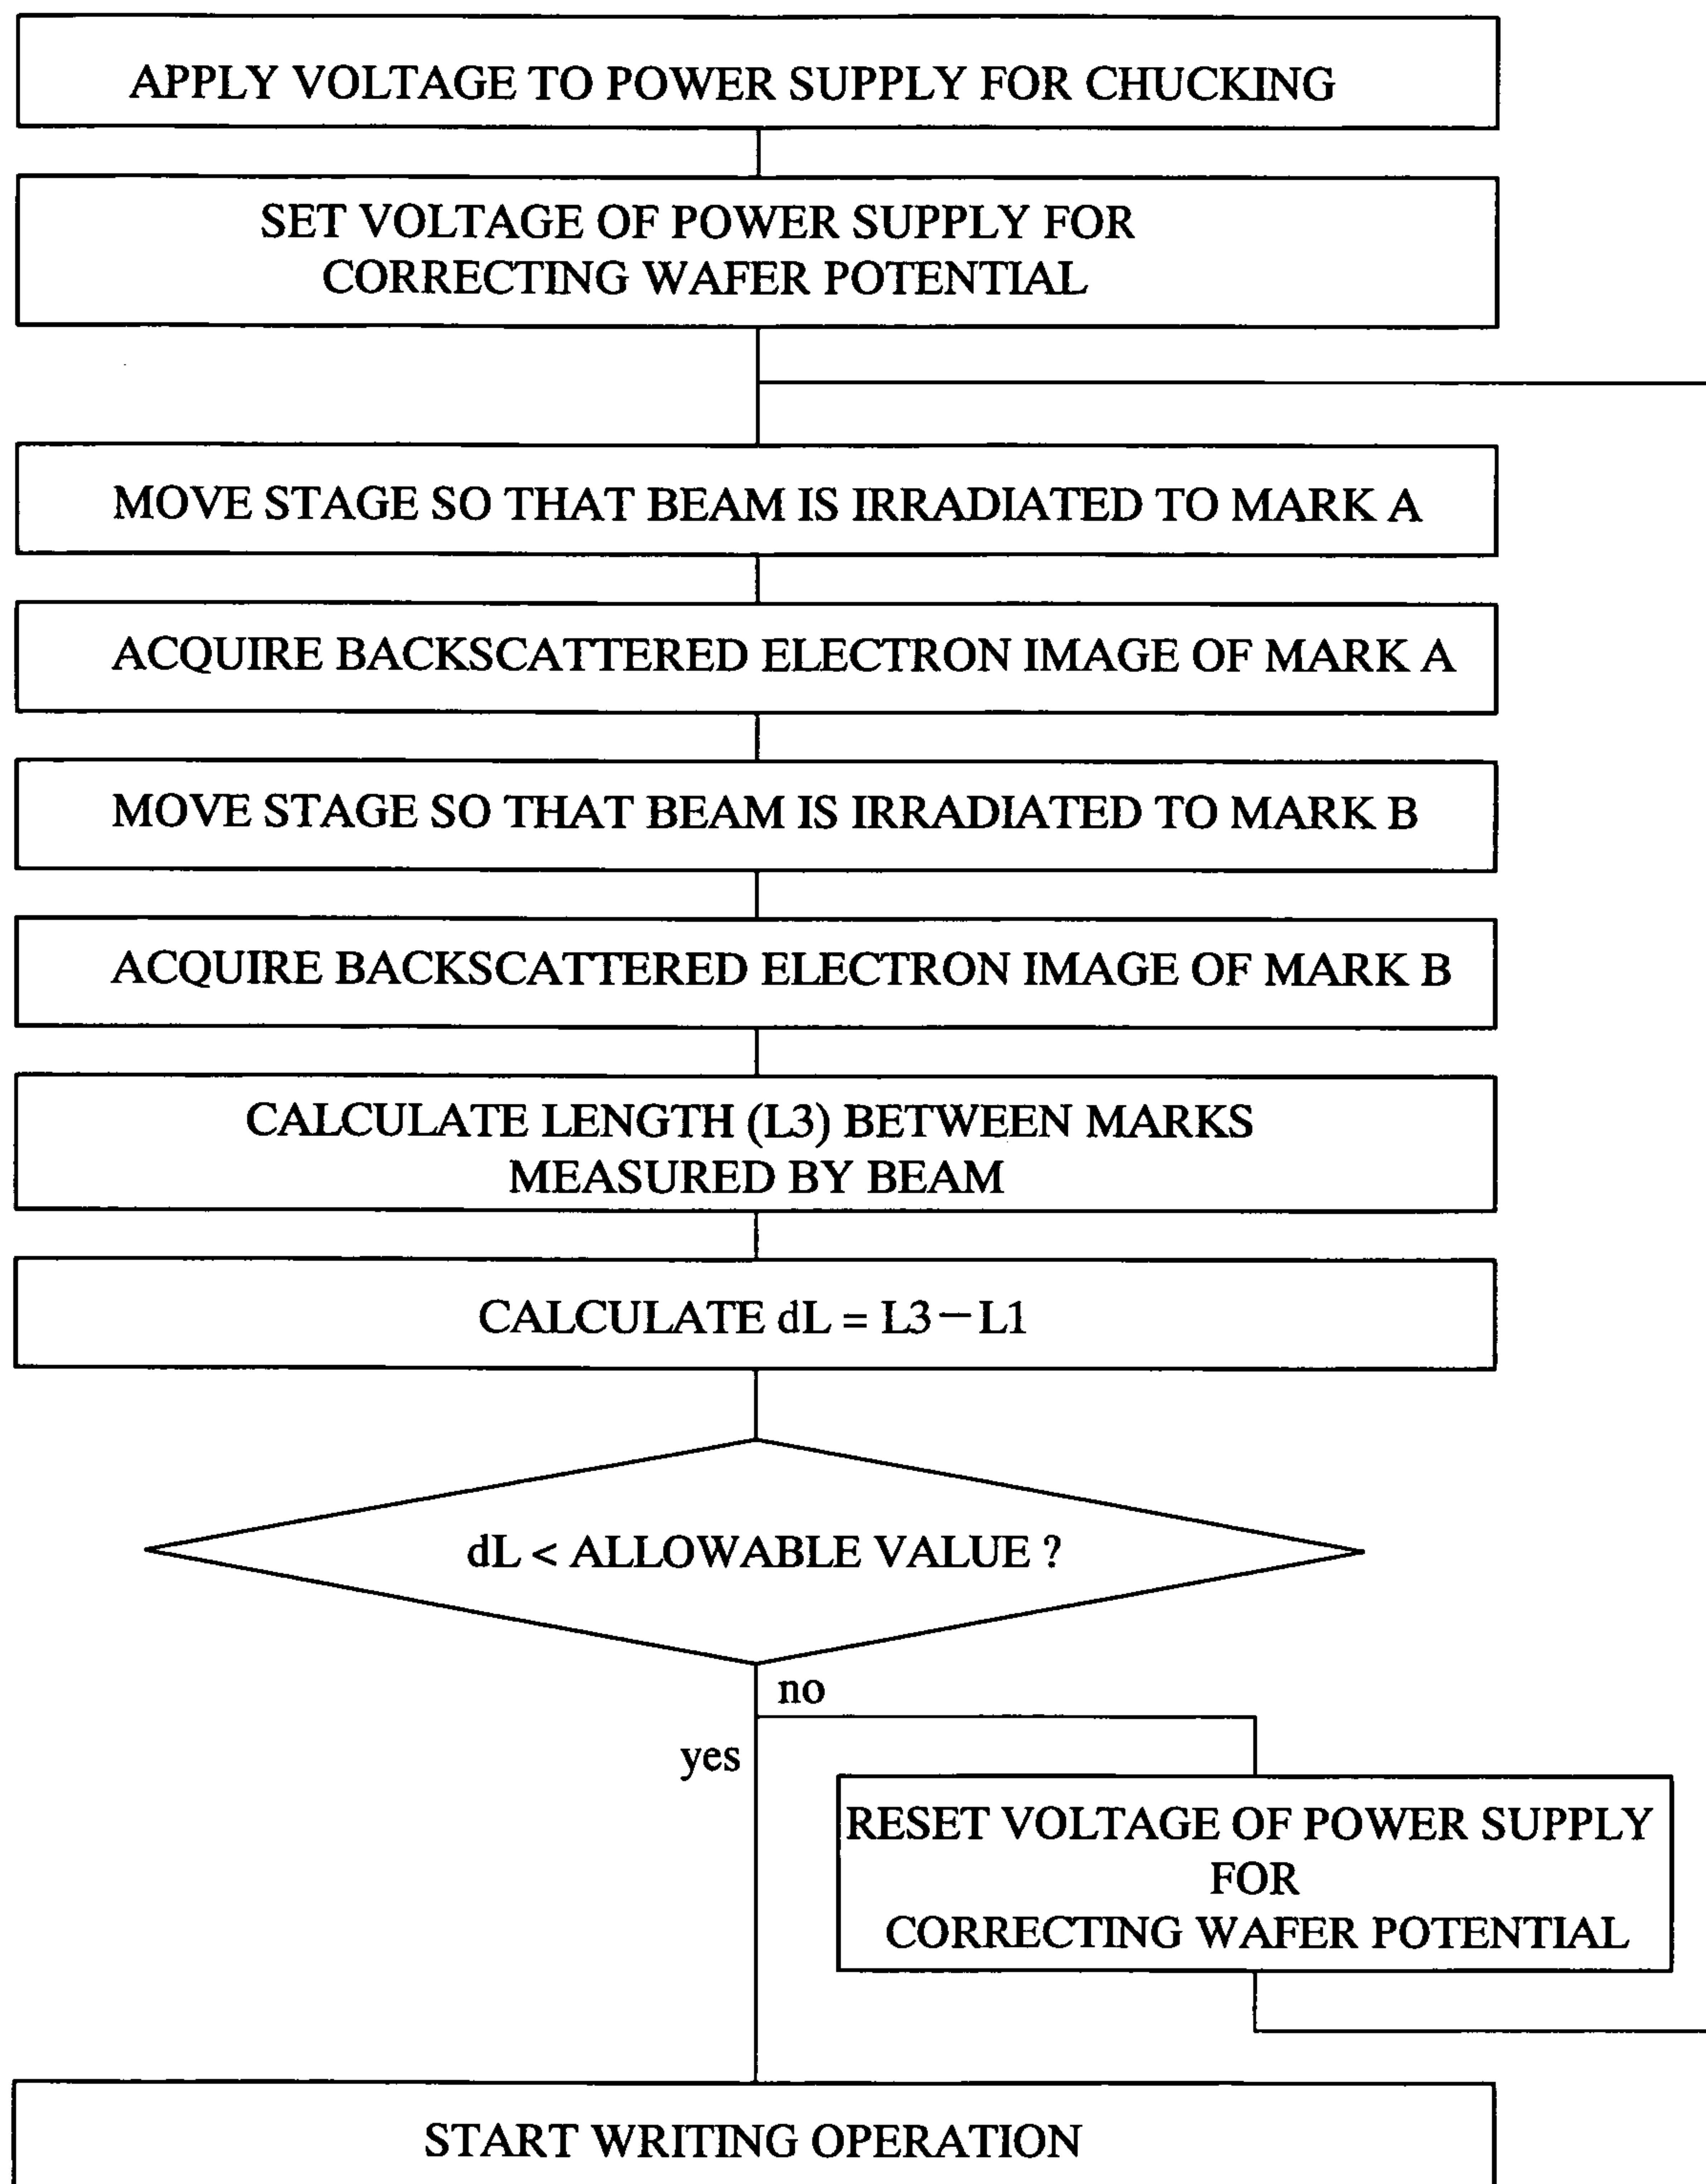 APPLY VOLTAGE TO POWER SUPPLY FOR CHUCKING
SET VOLTAGE OF POWER SUPPLY FOR
CORRECTING WAFER POTENTIAL
MOVE STAGE SO THAT BEAM IS IRRADIATED TO MARK A
ACQUIRE BACKSCATTERED ELECTRON IMAGE OF MARK A
MOVE STAGE SO THAT BEAM IS IRRADIATED TO MARK B
ACQUIRE BACKSCATTERED ELECTRON IMAGE OF MARK B
CALCULATE LENGTH (L3) BETWEEN MARKS
MEASURED BY BEAM
CALCULATE dL = L3－L1
dL < ALLOWABLE VALUE ?
no
yes
RESET VOLTAGE OF POWER SUPPLY
FOR
CORRECTING WAFER POTENTIAL
START WRITING OPERATION